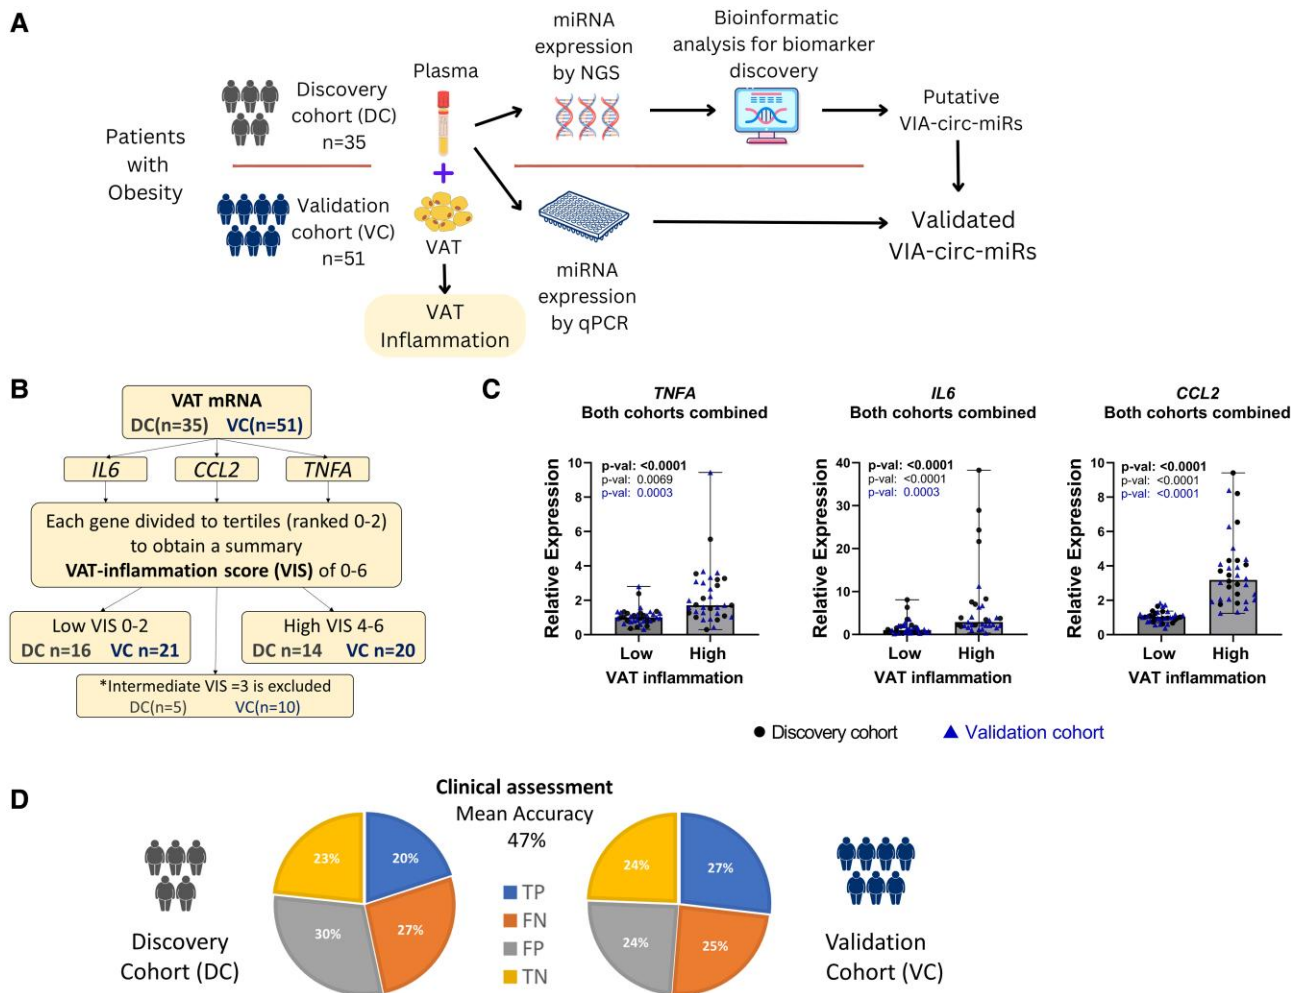 A
Patients
with
Obesity
Discovery
cohort (DC)
n=35
Validation
cohort (VC)
n=51
Plasma
+
VAT
VAT
Inflammation
miRNA
expression
by NGS
Bioinformatic
analysis for biomarker
discovery
Putative
VIA-circ-miRs
miRNA
expression
by qPCR
Validated
VIA-circ-miRs
B
VAT mRNA
DC(n=35) VC(n=51)
IL6 CCL2 TNFA
Each gene divided to tertiles (ranked 0-2)
to obtain a summary
VAT-inflammation score (VIS) of 0-6
Low VIS 0-2
DC n=16 VC n=21
High VIS 4-6
DC n=14 VC n=20
*Intermediate VIS =3 is excluded
DC(n=5) VC(n=10)
C
TNFA
Both cohorts combined
p-val: <0.0001
p-val: 0.0069
p-val: 0.0003
Relative Expression
10
8
6
4
2
0
Low High
VAT inflammation
IL6
Both cohorts combined
p-val: <0.0001
p-val: <0.0001
p-val: 0.0003
Relative Expression
40
30
20
10
0
Low High
VAT inflammation
CCL2
Both cohorts combined
p-val: <0.0001
p-val: <0.0001
p-val: <0.0001
Relative Expression
10
8
6
4
2
0
Low High
VAT inflammation
Discovery cohort Validation cohort
D
Clinical assessment
Mean Accuracy
47%
Discovery
Cohort (DC)
23% 20%
30% 27%
TP
FN
FP
TN
24% 27%
24% 25%
Validation
Cohort (VC)